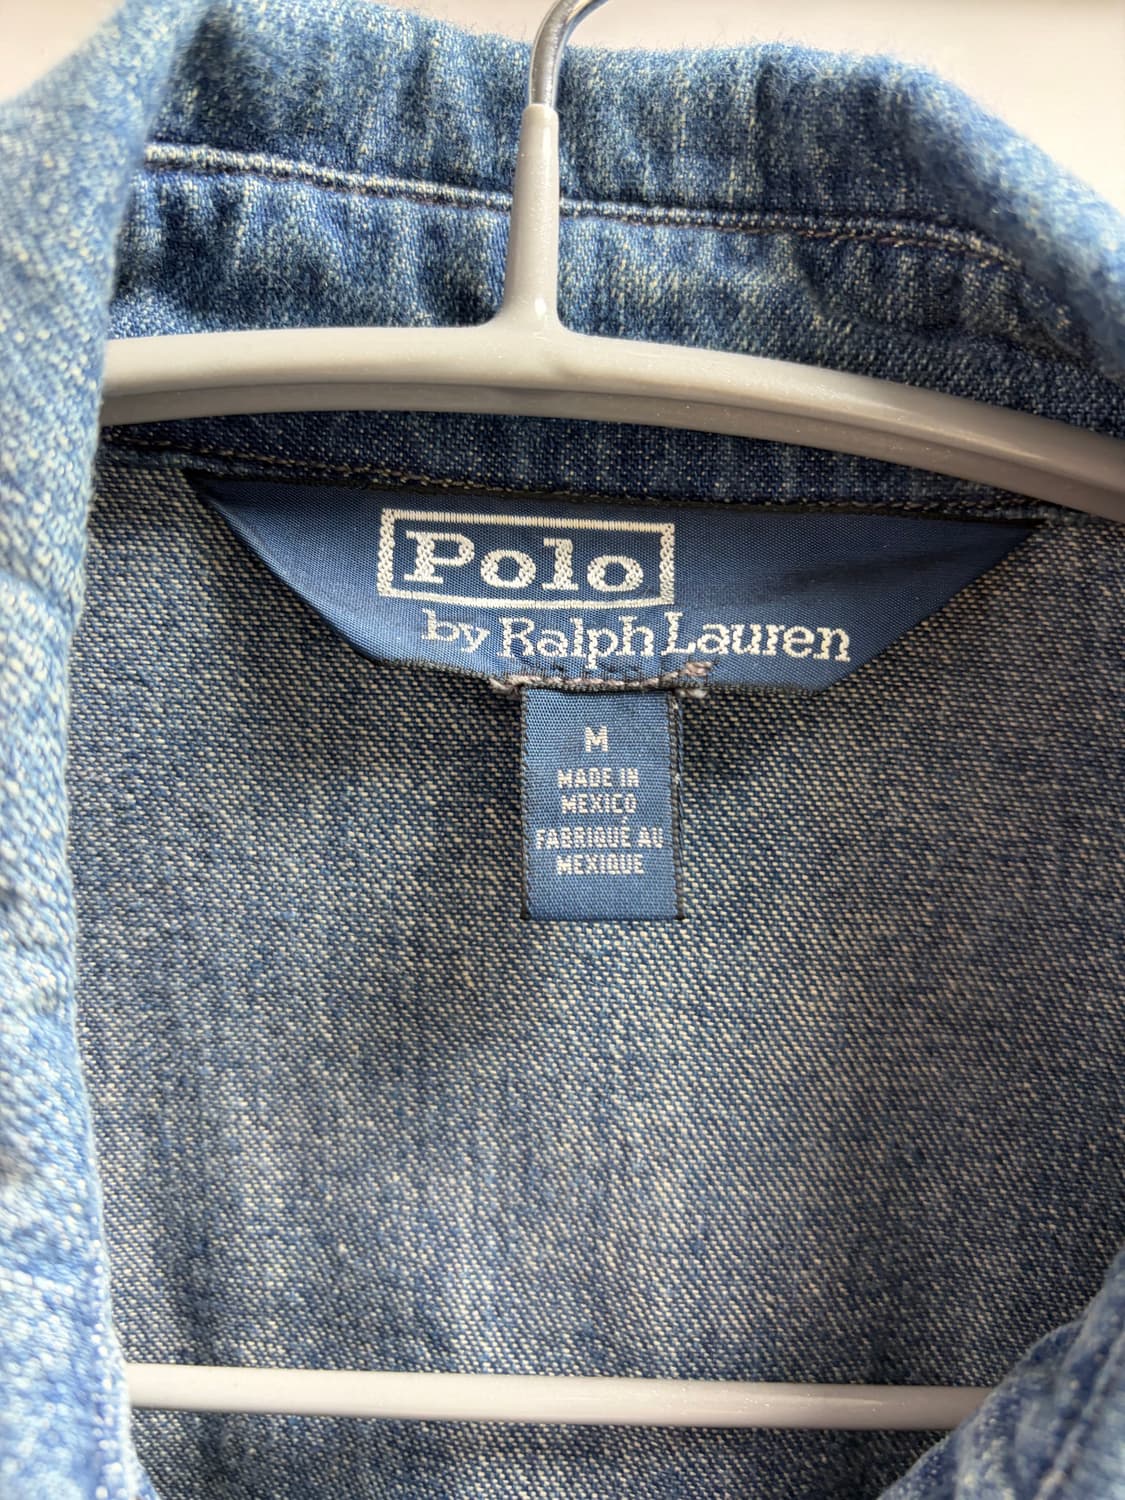 Polo
by Ralph Lauren
M
MADE IN
MEXICO
FABRIQUÉ AU
MEXIQUE